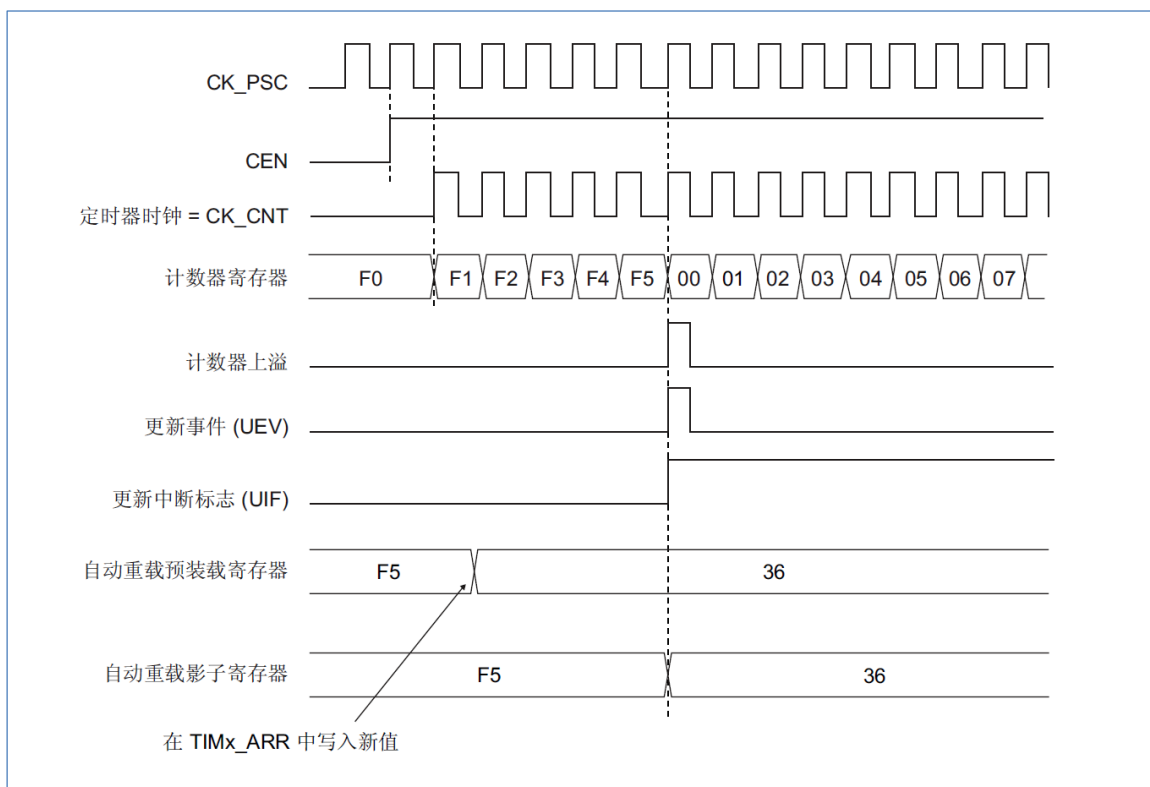 CK_PSC
CEN
定时器时钟 = CK_CNT
计数器寄存器 F0 F1 F2 F3 F4 F5 00 01 02 03 04 05 06 07
计数器上溢
更新事件 (UEV)
更新中断标志 (UIF)
自动重载预装载寄存器 F5 36
自动重载影子寄存器 F5 36
在 TIMx_ARR 中写入新值